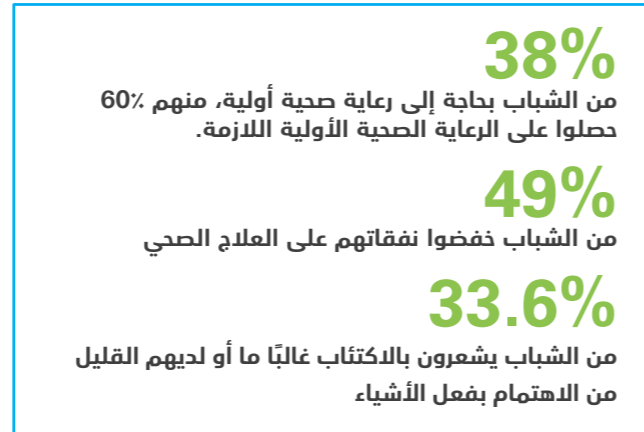 38%
من الشباب بحاجة إلى رعاية صحية أولية، منهم 60٪
حصلوا على الرعاية الصحية الأولية اللازمة.
49%
من الشباب خفضوا نفقاتهم على العلاج الصحي
33.6%
من الشباب يشعرون بالاكتئاب غالبًا ما أو لديهم القليل
من الاهتمام بفعل الأشياء